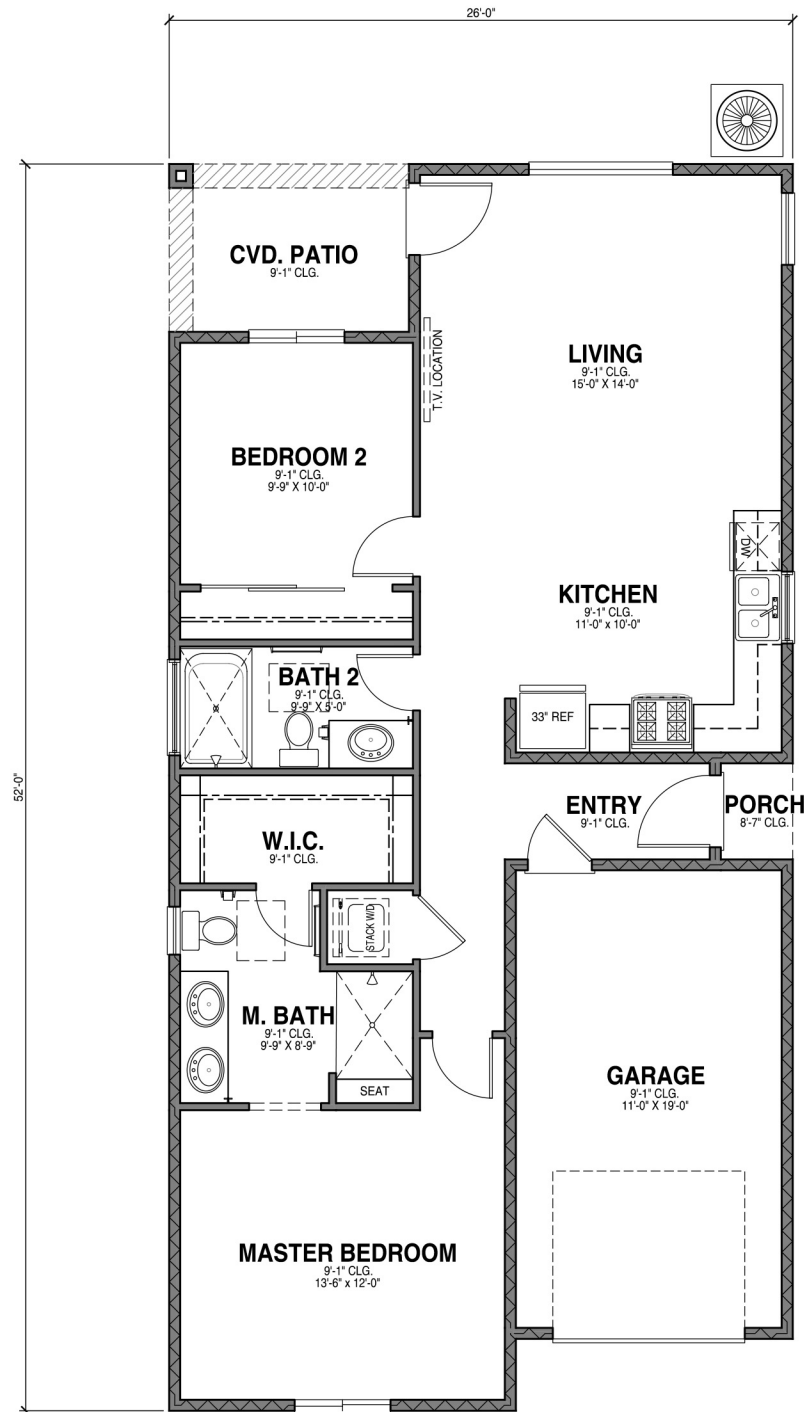 26'-0"
CVD. PATIO
9'-1" CLG.
LIVING
9'-1" CLG.
15'-0" X 14'-0"
T.V. LOCATION
BEDROOM 2
9'-1" CLG.
9'-9" X 10'-0"
DW
KITCHEN
9'-1" CLG.
11'-0" x 10'-0"
BATH 2
9'-1" CLG.
9'-9" X 5'-0"
33" REF
52'-0"
ENTRY
9'-1" CLG.
PORCH
8'-7" CLG.
W.I.C.
9'-1" CLG.
STACK W/D
M. BATH
9'-1" CLG.
9'-9" X 8'-9"
SEAT
GARAGE
9'-1" CLG.
11'-0" X 19'-0"
MASTER BEDROOM
9'-1" CLG.
13'-6" x 12'-0"